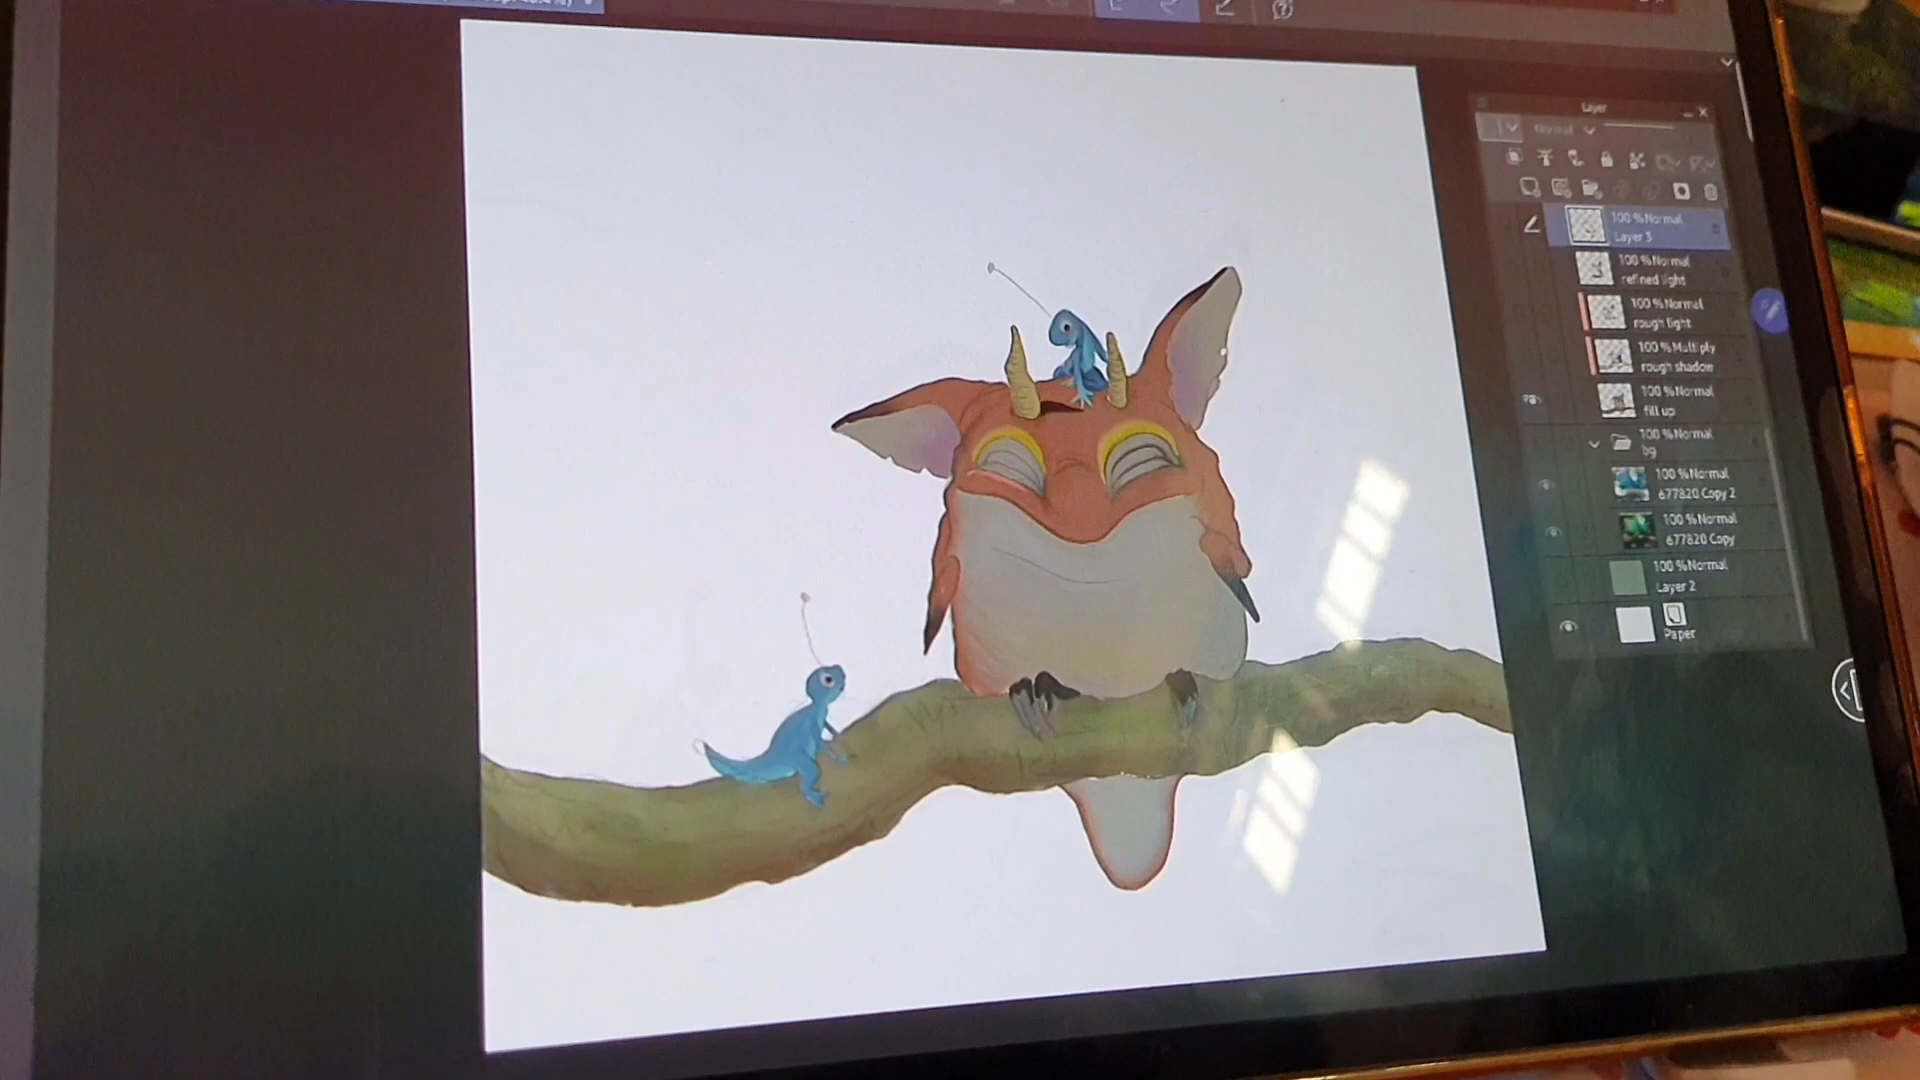 Layer
Normal
100 %Normal
Layer 3
100 %Normal
refined light
100 %Normal
rough light
100 %Multiply
rough shadow
100 %Normal
fill up
100 %Normal
bg
100 %Normal
677820 Copy 2
100 %Normal
677820 Copy
100 %Normal
Layer 2
Paper